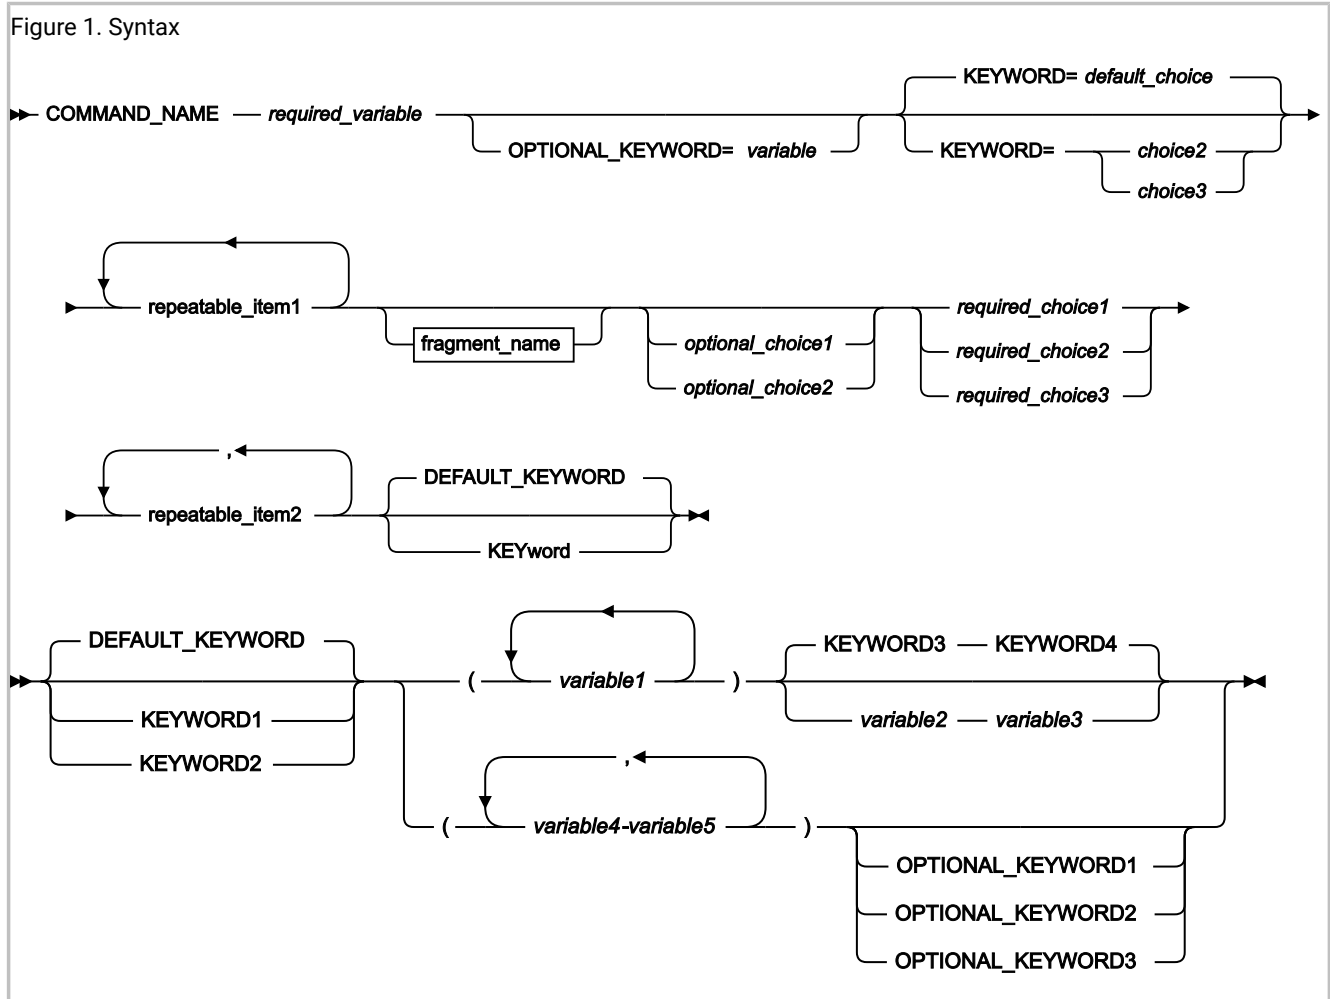 Figure 1. Syntax
KEYWORD= default_choice
COMMAND_NAME required_variable
OPTIONAL_KEYWORD= variable KEYWORD= choice2
choice3
repeatable_item1 required_choice1
fragment_name optional_choice1 required_choice2
optional_choice2 required_choice3
,
DEFAULT_KEYWORD
repeatable_item2
KEYword
DEFAULT_KEYWORD KEYWORD3 KEYWORD4
( variable1 )
KEYWORD1 variable2 variable3
KEYWORD2 ,
( variable4-variable5 )
OPTIONAL_KEYWORD1
OPTIONAL_KEYWORD2
OPTIONAL_KEYWORD3